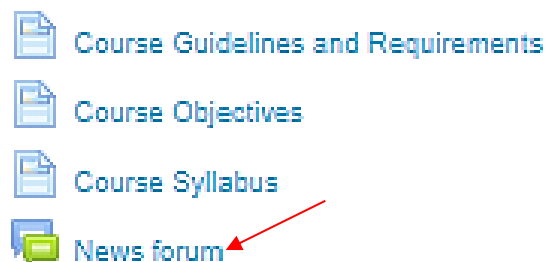 Course Guidelines and Requirements
Course Objectives
Course Syllabus
News forum